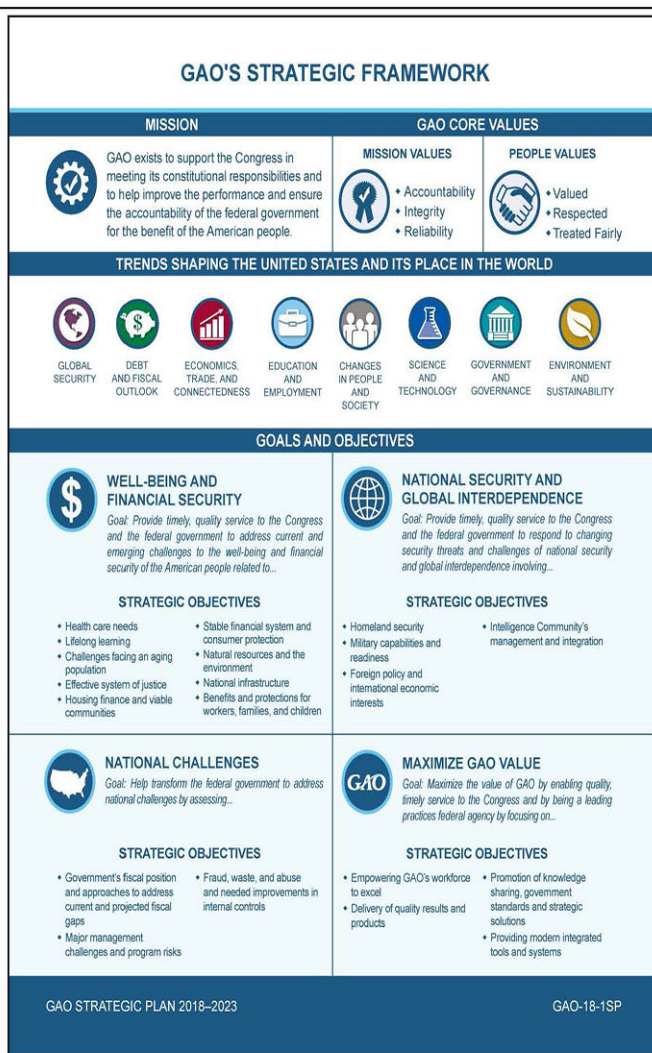 GAO'S STRATEGIC FRAMEWORK
MISSION
GAO exists to support the Congress in
meeting its constitutional responsibilities and
to help improve the performance and ensure
the accountability of the federal government
for the benefit of the American people.
GAO CORE VALUES
MISSION VALUES
• Accountability
• Integrity
• Reliability
PEOPLE VALUES
• Valued
• Respected
• Treated Fairly
TRENDS SHAPING THE UNITED STATES AND ITS PLACE IN THE WORLD
GLOBAL
SECURITY
DEBT
AND FISCAL
OUTLOOK
ECONOMICS,
TRADE, AND
CONNECTEDNESS
EDUCATION
AND
EMPLOYMENT
CHANGES
IN PEOPLE
AND
SOCIETY
SCIENCE
AND
TECHNOLOGY
GOVERNMENT
AND
GOVERNANCE
ENVIRONMENT
AND
SUSTAINABILITY
GOALS AND OBJECTIVES
$
WELL-BEING AND
FINANCIAL SECURITY
Goal: Provide timely, quality service to the Congress
and the federal government to address current and
emerging challenges to the well-being and financial
security of the American people related to...
STRATEGIC OBJECTIVES
• Health care needs
• Lifelong learning
• Challenges facing an aging
population
• Effective system of justice
• Housing finance and viable
communities
• Stable financial system and
consumer protection
• Natural resources and the
environment
• National infrastructure
• Benefits and protections for
workers, families, and children
NATIONAL SECURITY AND
GLOBAL INTERDEPENDENCE
Goal: Provide timely, quality service to the Congress
and the federal government to respond to changing
security threats and challenges of national security
and global interdependence involving...
STRATEGIC OBJECTIVES
• Homeland security
• Military capabilities and
readiness
• Foreign policy and
international economic
interests
• Intelligence Community's
management and integration
NATIONAL CHALLENGES
Goal: Help transform the federal government to address
national challenges by assessing...
STRATEGIC OBJECTIVES
• Government's fiscal position
and approaches to address
current and projected fiscal
gaps
• Major management
challenges and program risks
• Fraud, waste, and abuse
and needed improvements in
internal controls
GAO
MAXIMIZE GAO VALUE
Goal: Maximize the value of GAO by enabling quality,
timely service to the Congress and by being a leading
practices federal agency by focusing on...
STRATEGIC OBJECTIVES
• Empowering GAO's workforce
to excel
• Delivery of quality results and
products
• Promotion of knowledge
sharing, government
standards and strategic
solutions
• Providing modern integrated
tools and systems
GAO STRATEGIC PLAN 2018–2023
GAO-18-1SP